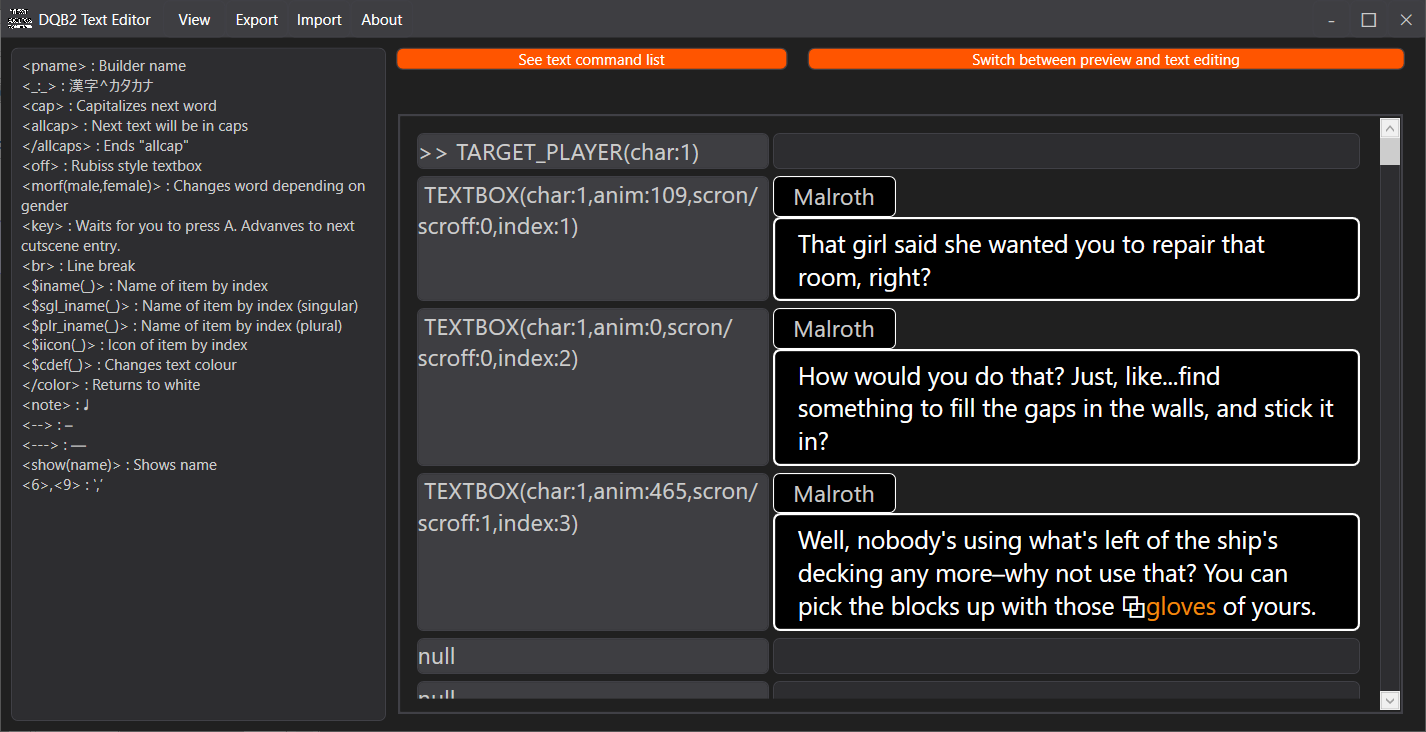 DQB2 Text Editor View Export Import About
See text command list
Switch between preview and text editing
<pname> : Builder name
<_:_> : 漢字^カタカナ
<cap> : Capitalizes next word
<allcap> : Next text will be in caps
</allcaps> : Ends "allcap"
<off> : Rubiss style textbox
<morf(male,female)> : Changes word depending on
gender
<key> : Waits for you to press A. Advanves to next
cutscene entry.
<br> : Line break
<$iname(_)> : Name of item by index
<$sgl_iname(_)> : Name of item by index (singular)
<$plr_iname(_)> : Name of item by index (plural)
<$iicon(_)> : Icon of item by index
<$cdef(_)> : Changes text colour
</color> : Returns to white
<note> : ♩
<--> : –
<---> : —
<show(name)> : Shows name
<6>,<9> : ‘,’
>> TARGET_PLAYER(char:1)
TEXTBOX(char:1,anim:109,scron/
scroff:0,index:1)
Malroth
That girl said she wanted you to repair that
room, right?
TEXTBOX(char:1,anim:0,scron/
scroff:0,index:2)
Malroth
How would you do that? Just, like...find
something to fill the gaps in the walls, and stick it
in?
TEXTBOX(char:1,anim:465,scron/
scroff:1,index:3)
Malroth
Well, nobody's using what's left of the ship's
decking any more–why not use that? You can
pick the blocks up with those gloves of yours.
null
null